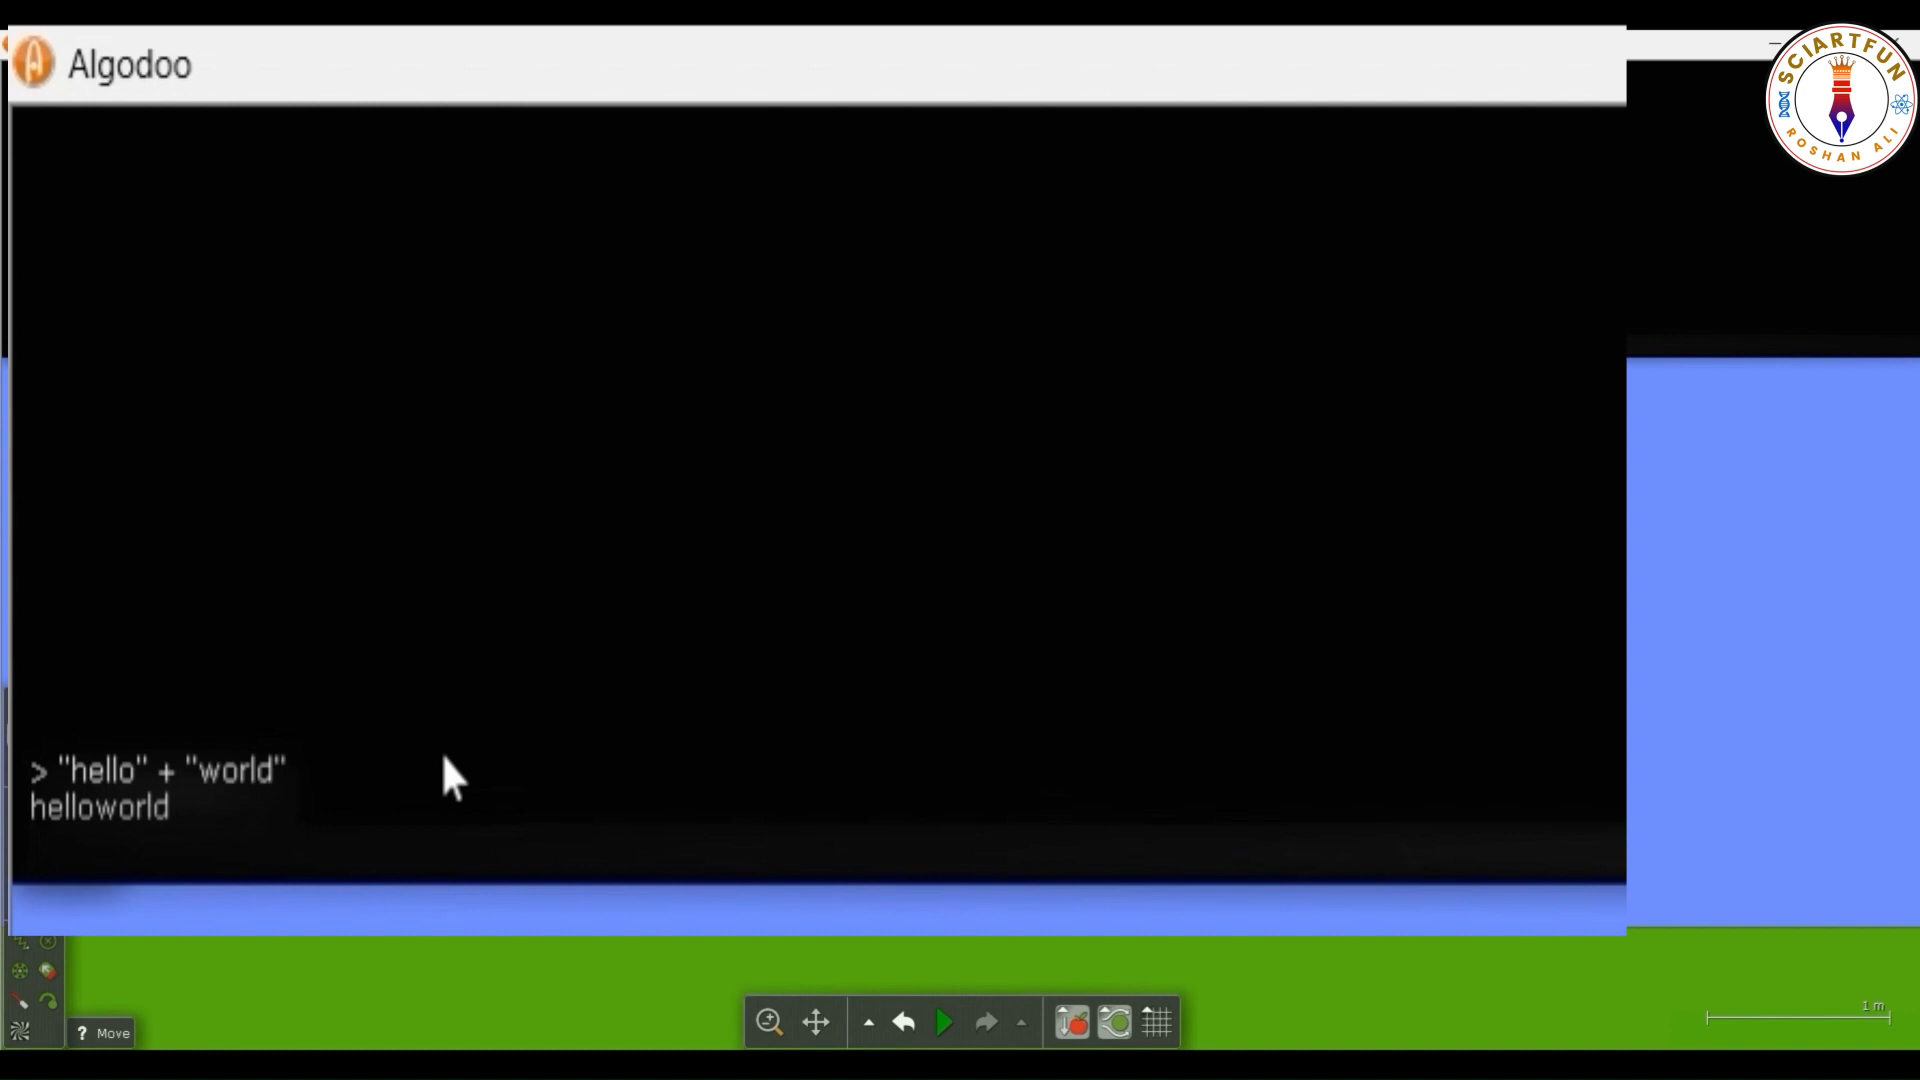 Algodoo
SCIARTFUN
ROSHAN ALI
> "hello" + "world"
helloworld
1 m
? Move